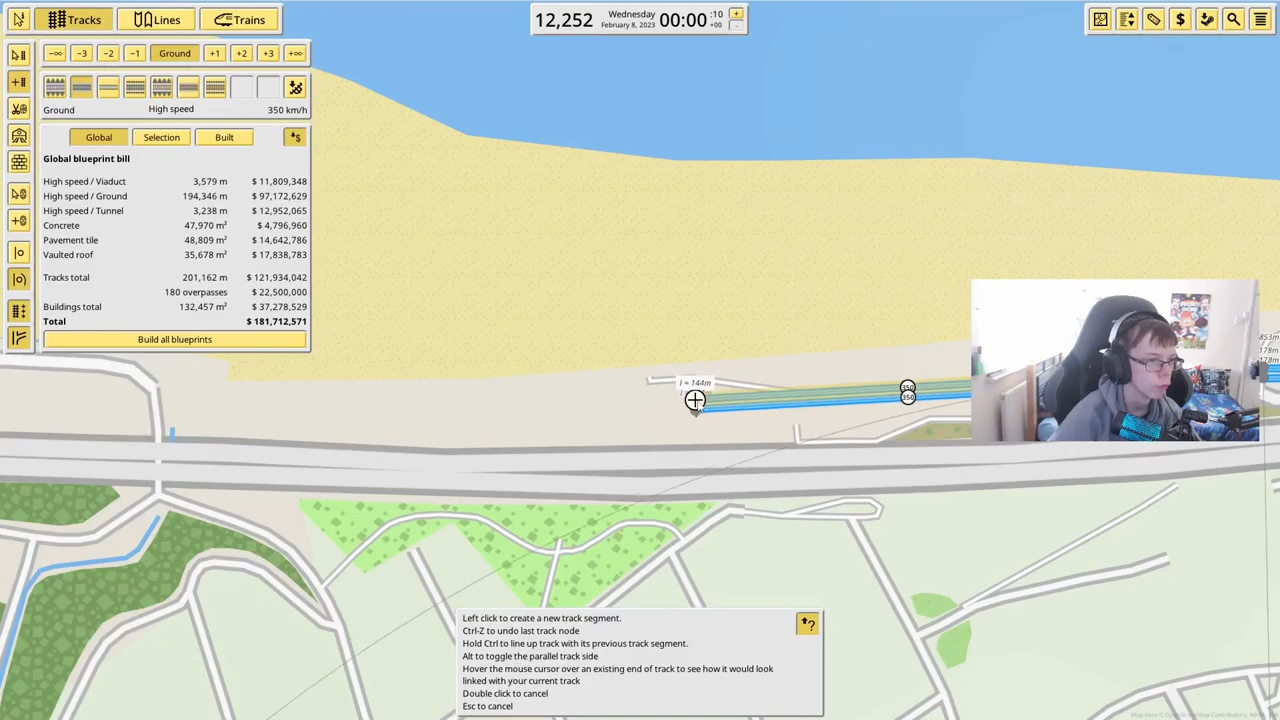 Tracks
Lines
Trains
12,252
Wednesday
February 8, 2023
00:00
:10
+00
+
-
$
-∞
-3
-2
-1
Ground
+1
+2
+3
+∞
Ground
High speed
350 km/h
Global
Selection
Built
$
Global blueprint bill
High speed / Viaduct 3,579 m $ 11,809,348
High speed / Ground 194,346 m $ 97,172,629
High speed / Tunnel 3,238 m $ 12,952,065
Concrete 47,970 m² $ 4,796,960
Pavement tile 48,809 m² $ 14,642,786
Vaulted roof 35,678 m² $ 17,838,783
Tracks total 201,162 m $ 121,934,042
180 overpasses $ 22,500,000
Buildings total 132,457 m² $ 37,278,529
Total $ 181,712,571
Build all blueprints
853m
178m
178m
l = 144m
350
350
Left click to create a new track segment.
Ctrl-Z to undo last track node
Hold Ctrl to line up track with its previous track segment.
Alt to toggle the parallel track side
Hover the mouse cursor over an existing end of track to see how it would look
linked with your current track
Double click to cancel
Esc to cancel
?